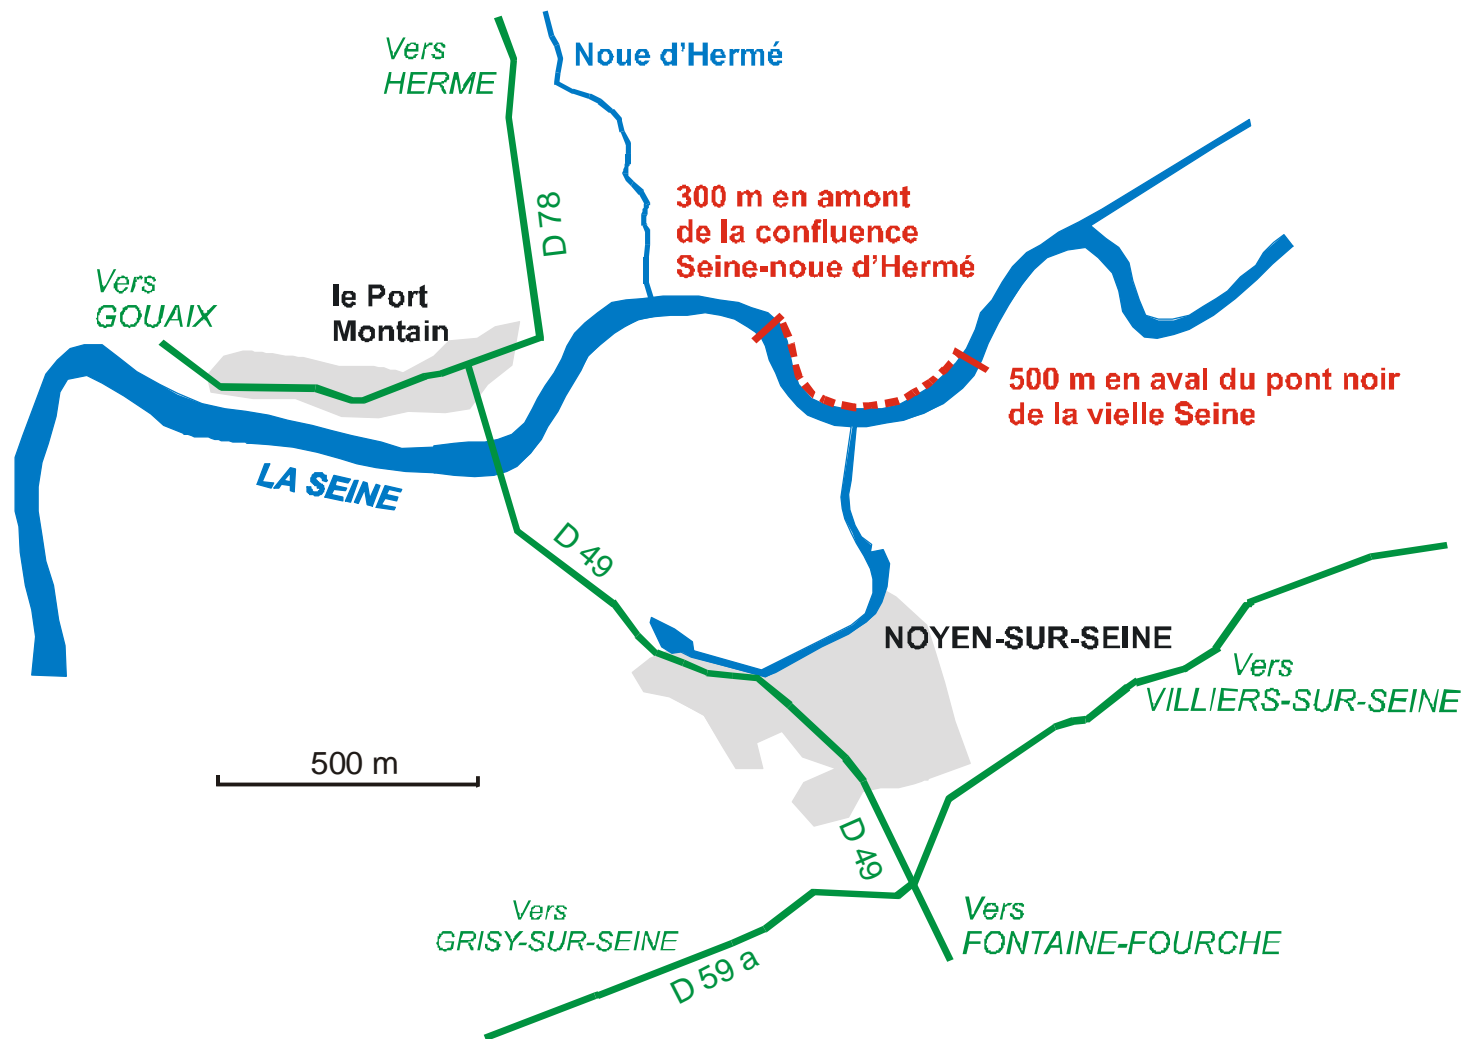 Vers
HERME
Noue d'Hermé
D 78
300 m en amont
de la confluence
Seine-noue d'Hermé
Vers
GOUAIX
le Port
Montain
500 m en aval du pont noir
de la vielle Seine
LA SEINE
D 49
NOYEN-SUR-SEINE
Vers
VILLIERS-SUR-SEINE
500 m
D 49
Vers
GRISY-SUR-SEINE
Vers
FONTAINE-FOURCHE
D 59 a